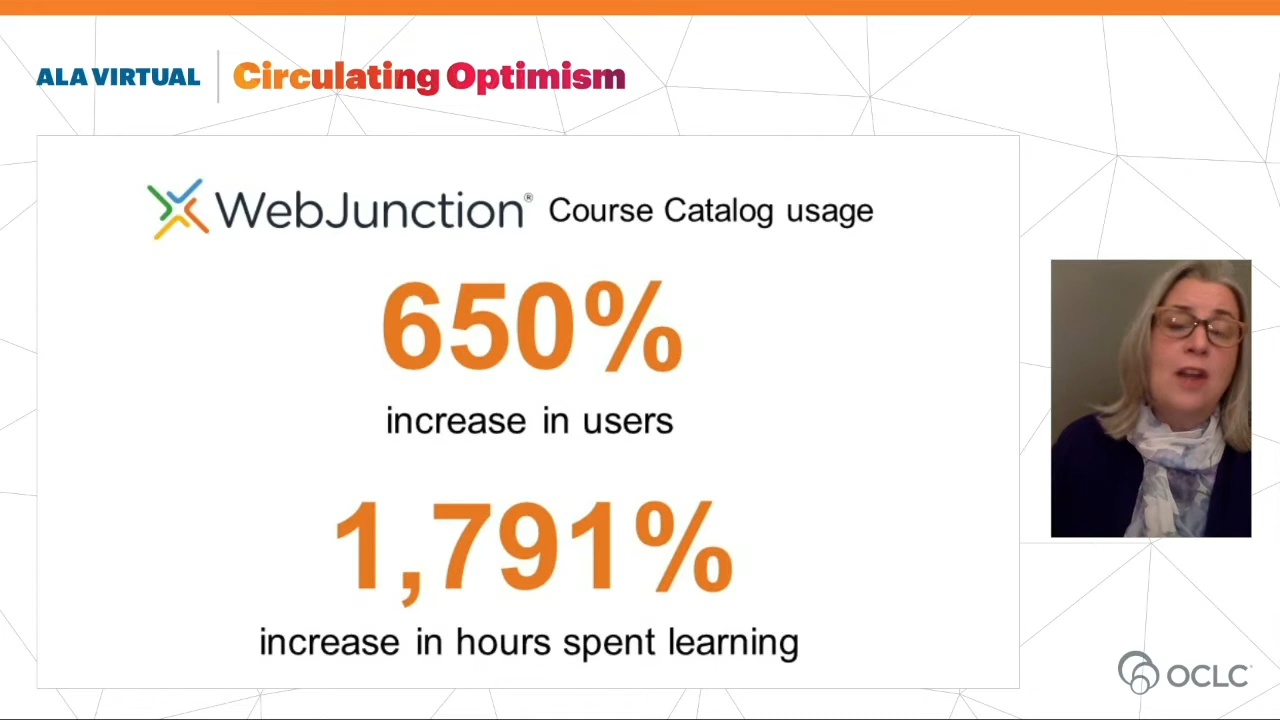 ALA VIRTUAL | Circulating Optimism
WebJunction® Course Catalog usage
650%
increase in users
1,791%
increase in hours spent learning
OCLC